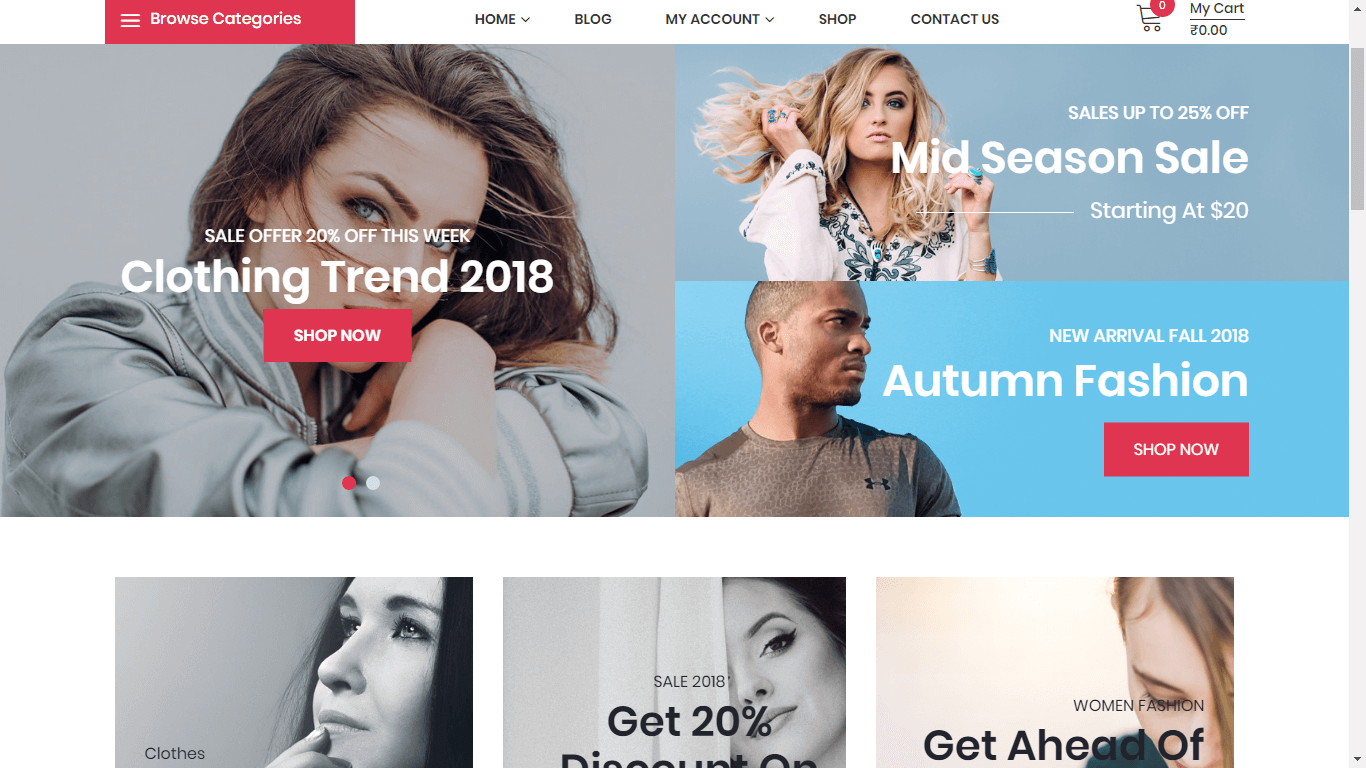 Browse Categories
HOME
BLOG
MY ACCOUNT
SHOP
CONTACT US
0
My Cart
₹0.00
SALE OFFER 20% OFF THIS WEEK
Clothing Trend 2018
SHOP NOW
SALES UP TO 25% OFF
Mid Season Sale
Starting At $20
NEW ARRIVAL FALL 2018
Autumn Fashion
SHOP NOW
Clothes
SALE 2018
Get 20%
Discount On
WOMEN FASHION
Get Ahead Of